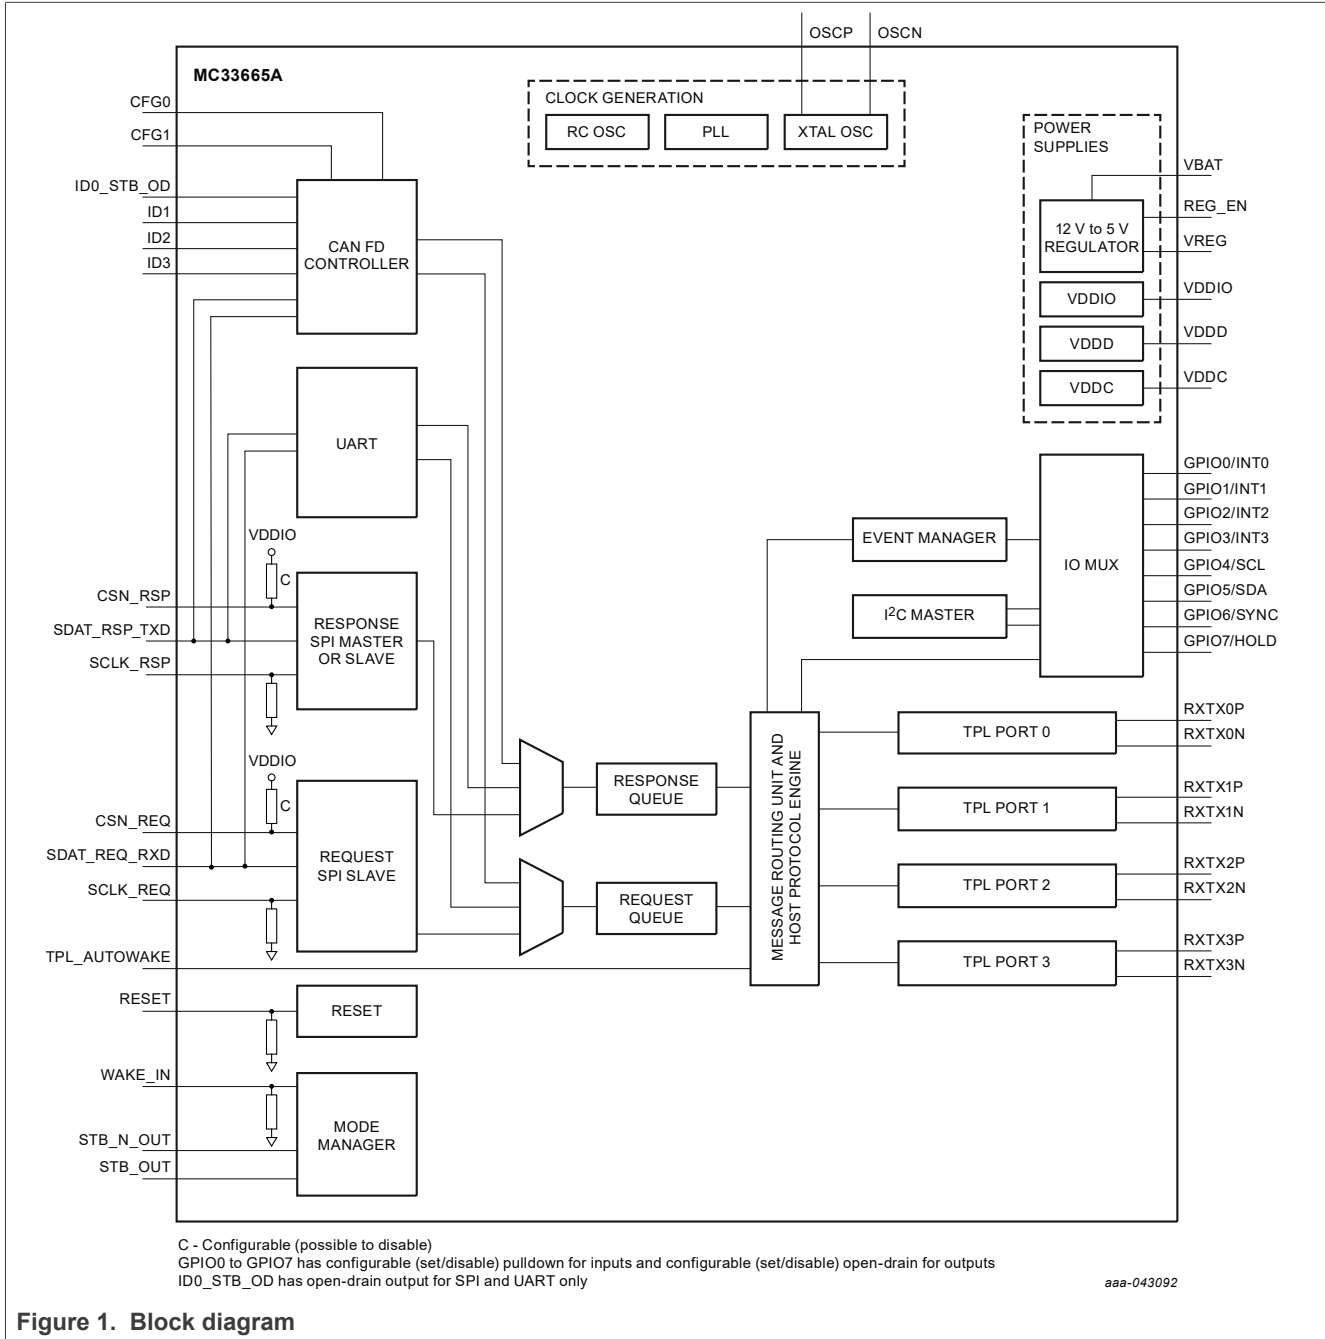 OSCP
OSCN
MC33665A
CLOCK GENERATION
RC OSC
PLL
XTAL OSC
POWER
SUPPLIES
12 V to 5 V
REGULATOR
VDDIO
VDDD
VDDC
VBAT
REG_EN
VREG
VDDIO
VDDD
VDDC
CFG0
CFG1
ID0_STB_OD
ID1
ID2
ID3
CAN FD
CONTROLLER
UART
VDDIO
C
CSN_RSP
SDAT_RSP_TXD
SCLK_RSP
RESPONSE
SPI MASTER
OR SLAVE
VDDIO
C
CSN_REQ
SDAT_REQ_RXD
SCLK_REQ
REQUEST
SPI SLAVE
TPL_AUTOWAKE
RESET
RESET
WAKE_IN
STB_N_OUT
STB_OUT
MODE
MANAGER
RESPONSE
QUEUE
REQUEST
QUEUE
MESSAGE ROUTING UNIT AND
HOST PROTOCOL ENGINE
EVENT MANAGER
I2C MASTER
IO MUX
GPIO0/INT0
GPIO1/INT1
GPIO2/INT2
GPIO3/INT3
GPIO4/SCL
GPIO5/SDA
GPIO6/SYNC
GPIO7/HOLD
TPL PORT 0
RXTX0P
RXTX0N
TPL PORT 1
RXTX1P
RXTX1N
TPL PORT 2
RXTX2P
RXTX2N
TPL PORT 3
RXTX3P
RXTX3N
C - Configurable (possible to disable)
GPIO0 to GPIO7 has configurable (set/disable) pulldown for inputs and configurable (set/disable) open-drain for outputs
ID0_STB_OD has open-drain output for SPI and UART only
aaa-043092
Figure 1. Block diagram